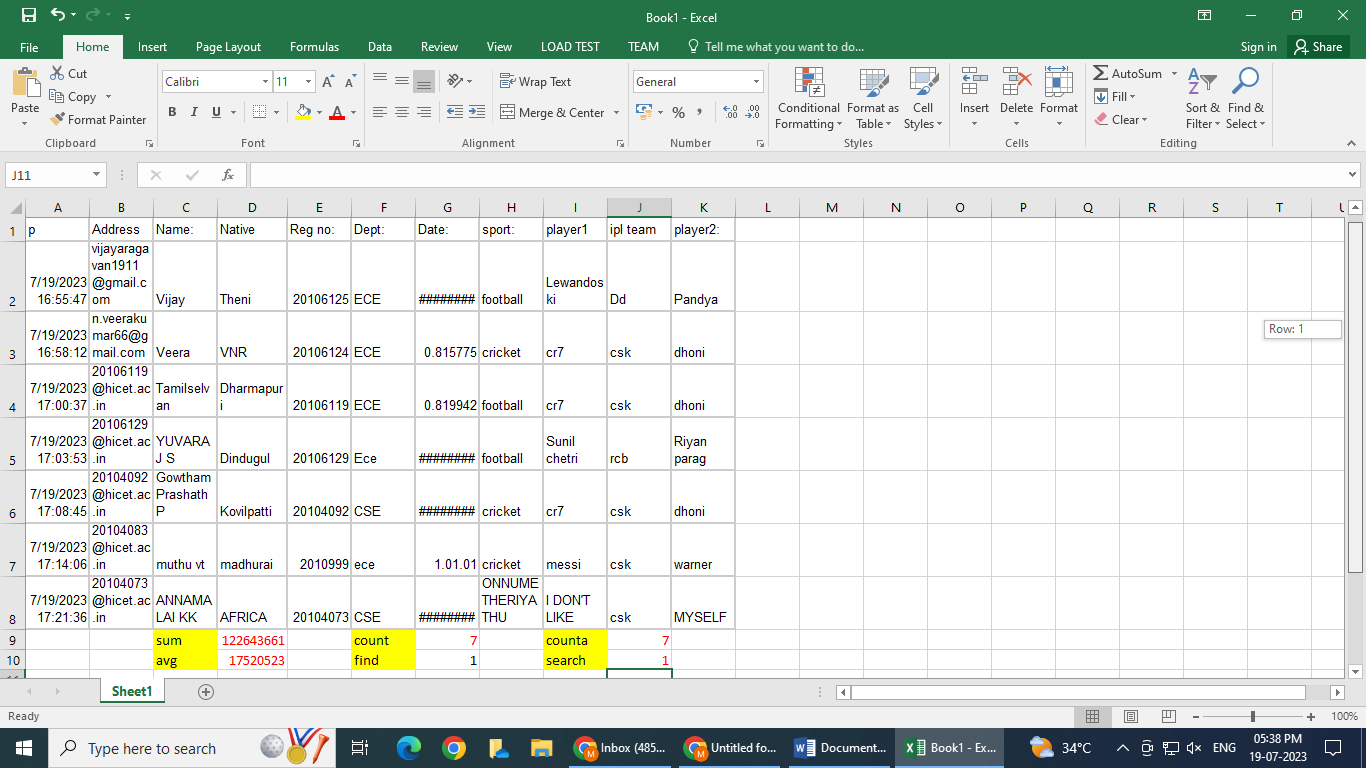 Book1 - Excel
File Home Insert Page Layout Formulas Data Review View LOAD TEST TEAM Tell me what you want to do... Sign in Share
Paste
Cut
Copy
Format Painter
Calibri 11
B I U
Wrap Text
Merge & Center
General
%
Conditional Formatting
Format as Table
Cell Styles
Insert
Delete
Format
AutoSum
Fill
Clear
Sort & Filter
Find & Select
Clipboard Font Alignment Number Styles Cells Editing
J11 fx
A B C D E F G H I J K L M N O P Q R S T U
1 p Address Name: Native Reg no: Dept: Date: sport: player1 ipl team player2:
2 7/19/2023 16:55:47 vijayaragavan1911@gmail.com Vijay Theni 20106125 ECE ######## football Lewandoski Dd Pandya
3 7/19/2023 16:58:12 n.veerakumar66@gmail.com Veera VNR 20106124 ECE 0.815775 cricket cr7 csk dhoni
4 7/19/2023 17:00:37 20106119@hicet.ac.in Tamilselvan Dharmapuri 20106119 ECE 0.819942 football cr7 csk dhoni
5 7/19/2023 17:03:53 20106129@hicet.ac.in YUVARAJ S Dindugul 20106129 Ece ######## football Sunil chetri rcb Riyan parag
6 7/19/2023 17:08:45 20104092@hicet.ac.in Gowtham Prashath P Kovilpatti 20104092 CSE ######## cricket cr7 csk dhoni
7 7/19/2023 17:14:06 20104083@hicet.ac.in muthu vt madhurai 2010999 ece 1.01.01 cricket messi csk warner
8 7/19/2023 17:21:36 20104073@hicet.ac.in ANNAMALAI KK AFRICA 20104073 CSE ######## ONNUME THERIYATHU I DON'T LIKE csk MYSELF
9 sum 122643661 count 7 counta 7
10 avg 17520523 find 1 search 1
Row: 1
Sheet1
Ready 100%
Type here to search
Inbox (485...
Untitled fo...
Document...
Book1 - Ex...
34°C
ENG
05:38 PM
19-07-2023